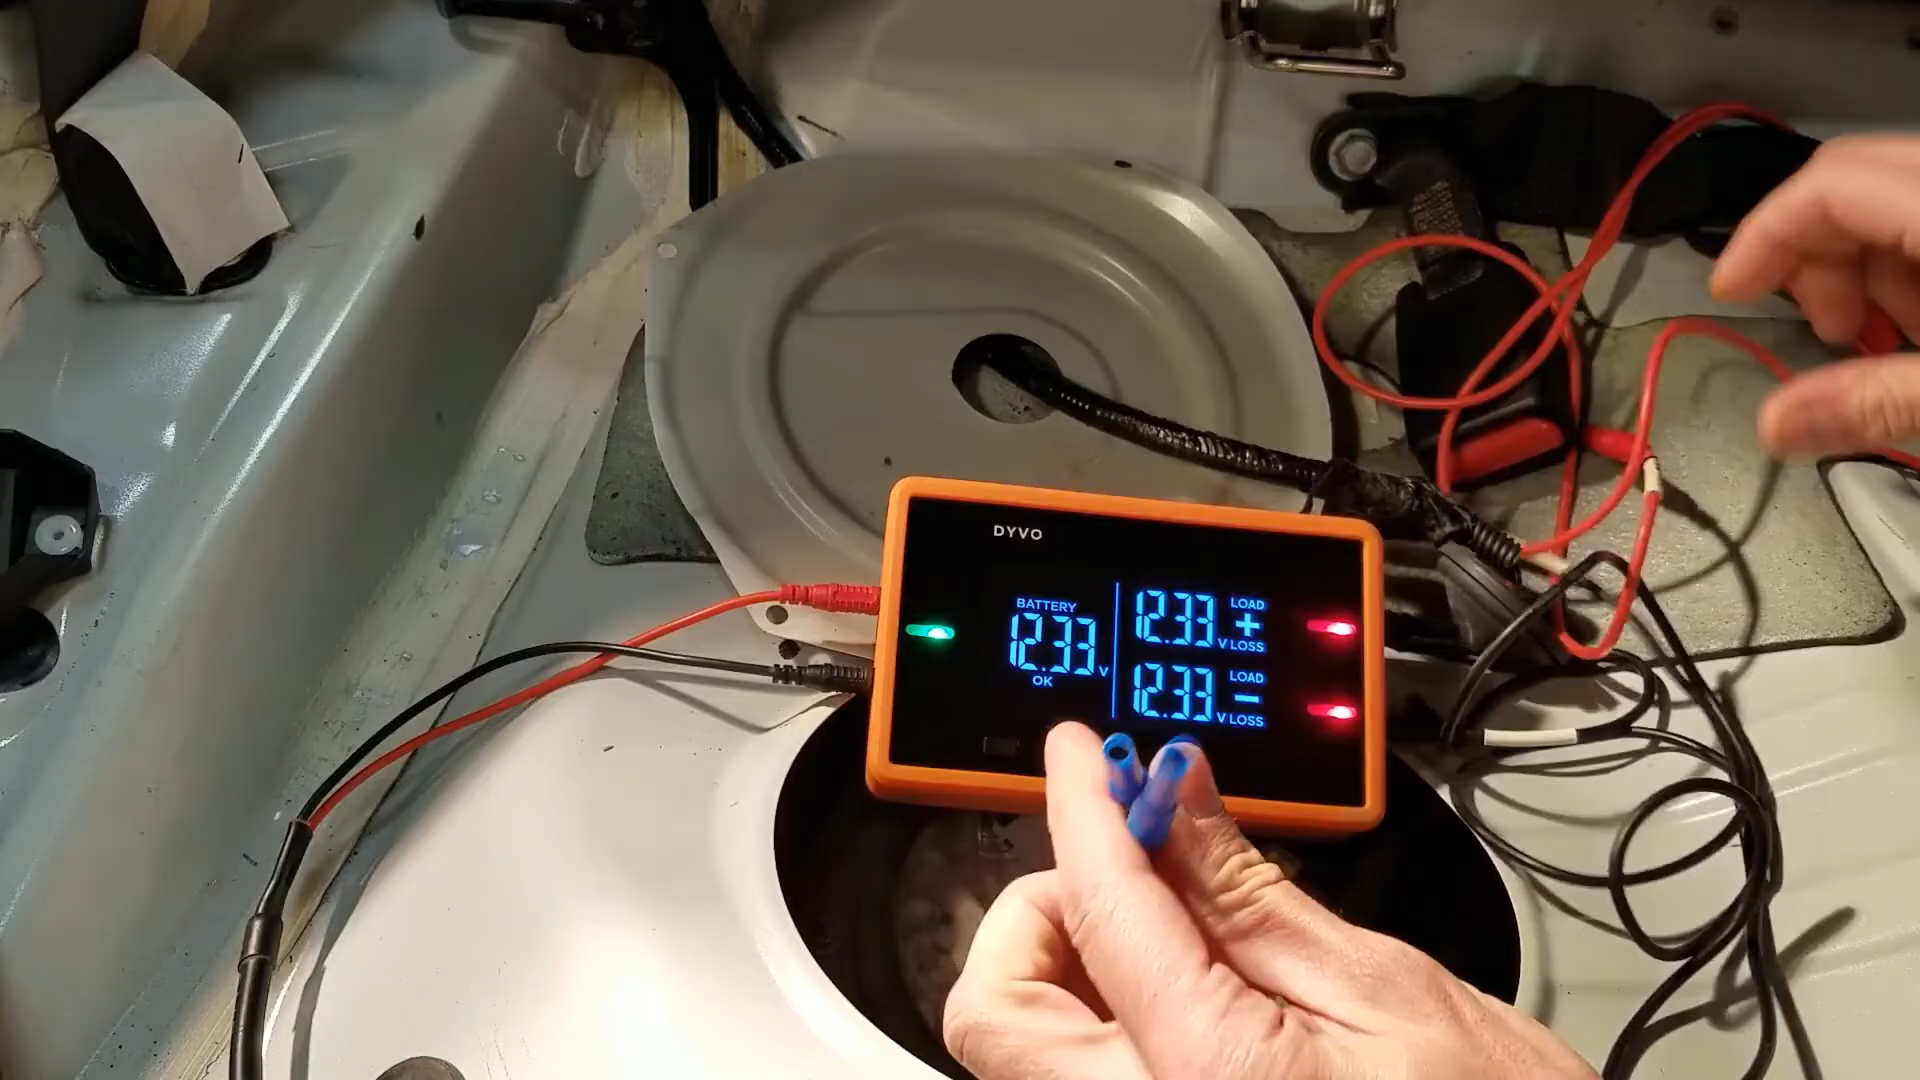 DYVO
BATTERY
12.33 V
OK
12.33 LOAD + V LOSS
12.33 LOAD - V LOSS